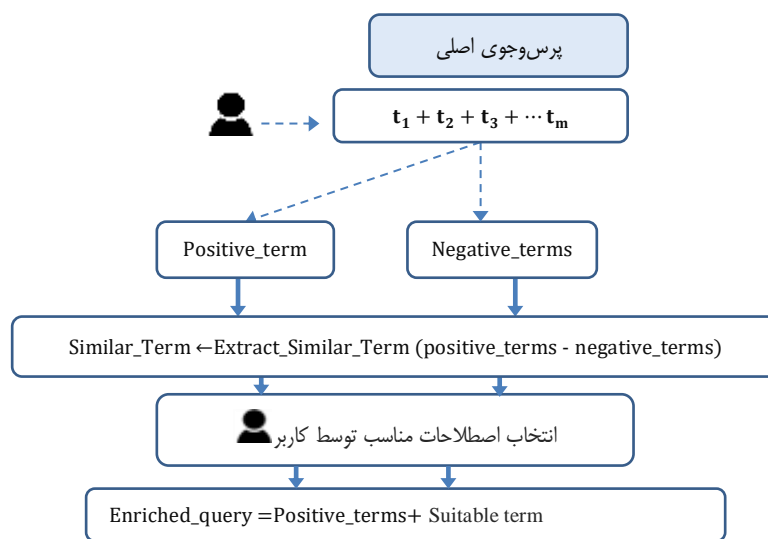 پرس‌وجوی اصلی
t₁ + t₂ + t₃ + ⋯ tₘ
Positive_term
Negative_terms
Similar_Term ←Extract_Similar_Term (positive_terms - negative_terms)
انتخاب اصطلاحات مناسب توسط کاربر
Enriched_query =Positive_terms+ Suitable term